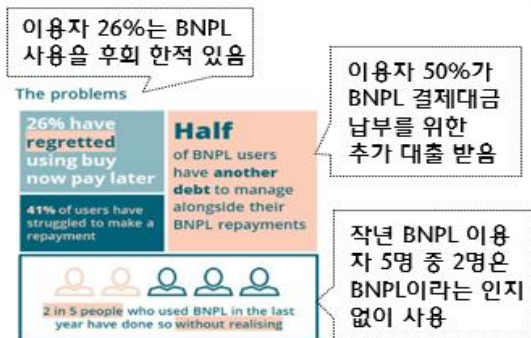 이용자 26%는 BNPL
사용을 후회 한적 있음
The problems
26% have
regretted
using buy
now pay later
41% of users have
struggled to make a
repayment
Half
of BNPL users
have another
debt to manage
alongside their
BNPL repayments
2 in 5 people who used BNPL in the last
year have done so without realising
이용자 50%가
BNPL 결제대금
납부를 위한
추가 대출 받음
작년 BNPL 이용
자 5명 중 2명은
BNPL이라는 인지
없이 사용